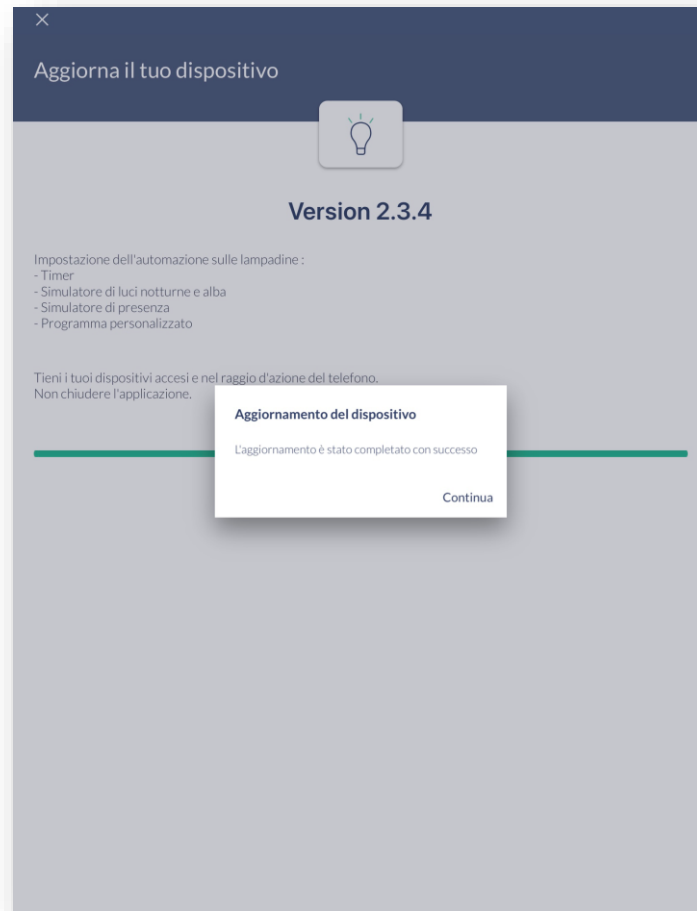 Aggiorna il tuo dispositivo
Version 2.3.4
Impostazione dell'automazione sulle lampadine :
- Timer
- Simulatore di luci notturne e alba
- Simulatore di presenza
- Programma personalizzato
Tieni i tuoi dispositivi accesi e nel raggio d'azione del telefono.
Non chiudere l'applicazione.
Aggiornamento del dispositivo
L'aggiornamento è stato completato con successo
Continua